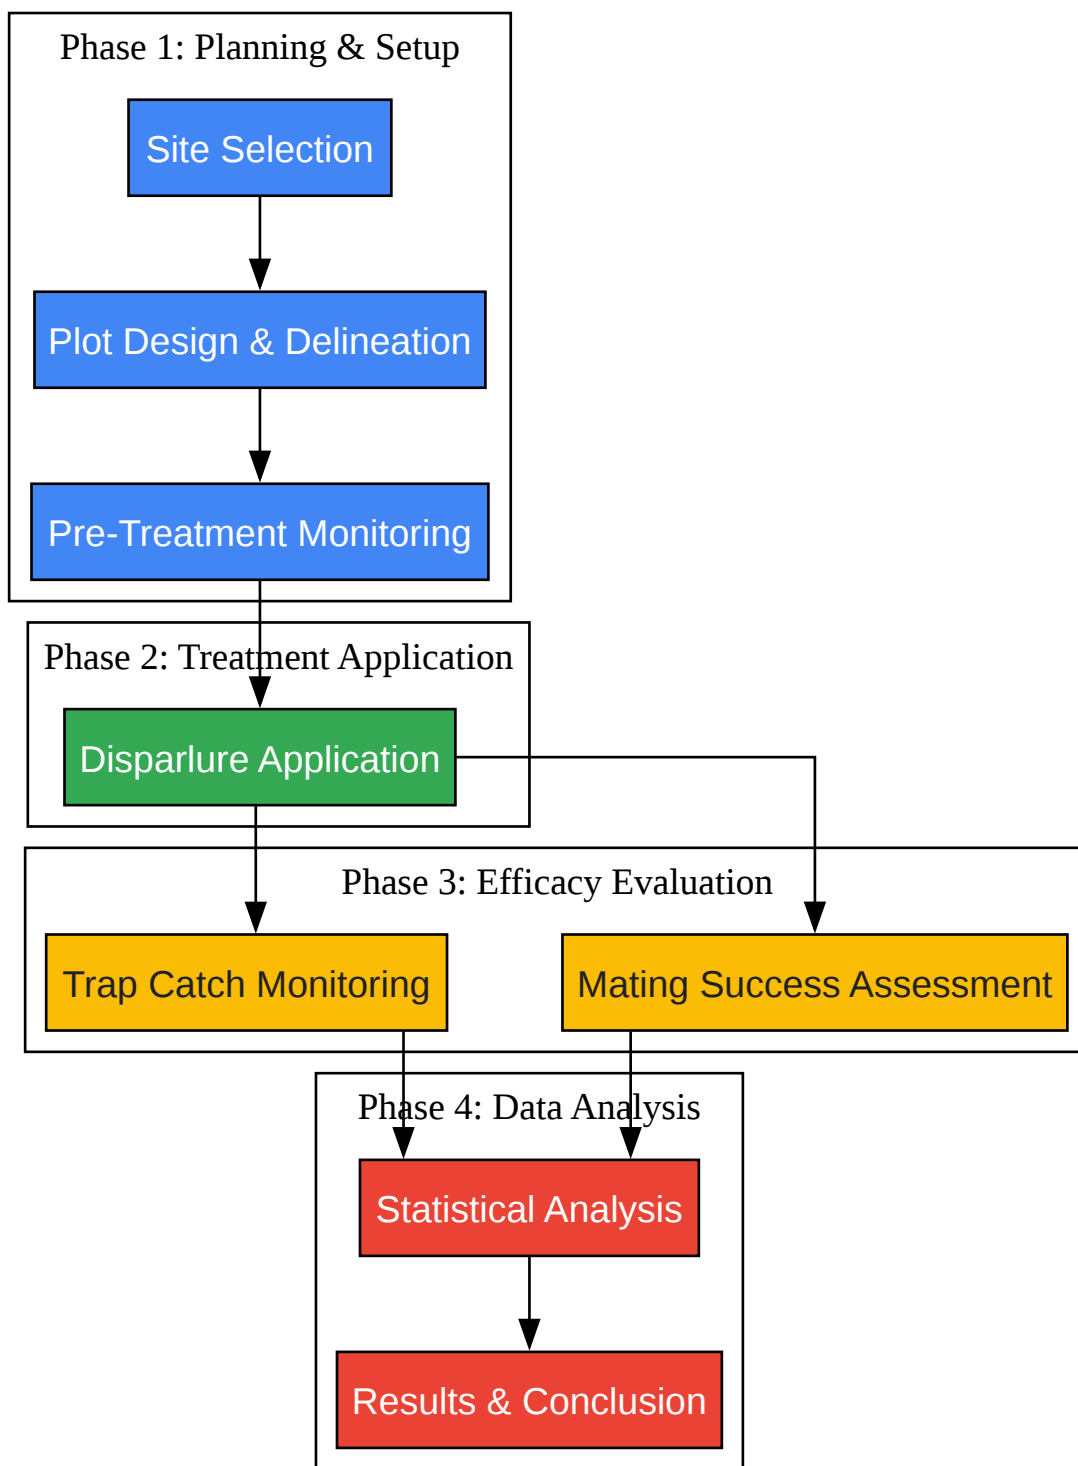 Phase 1: Planning & Setup
Site Selection
Plot Design & Delineation
Pre-Treatment Monitoring
Phase 2: Treatment Application
Disparlure Application
Phase 3: Efficacy Evaluation
Trap Catch Monitoring
Mating Success Assessment
Phase 4: Data Analysis
Statistical Analysis
Results & Conclusion